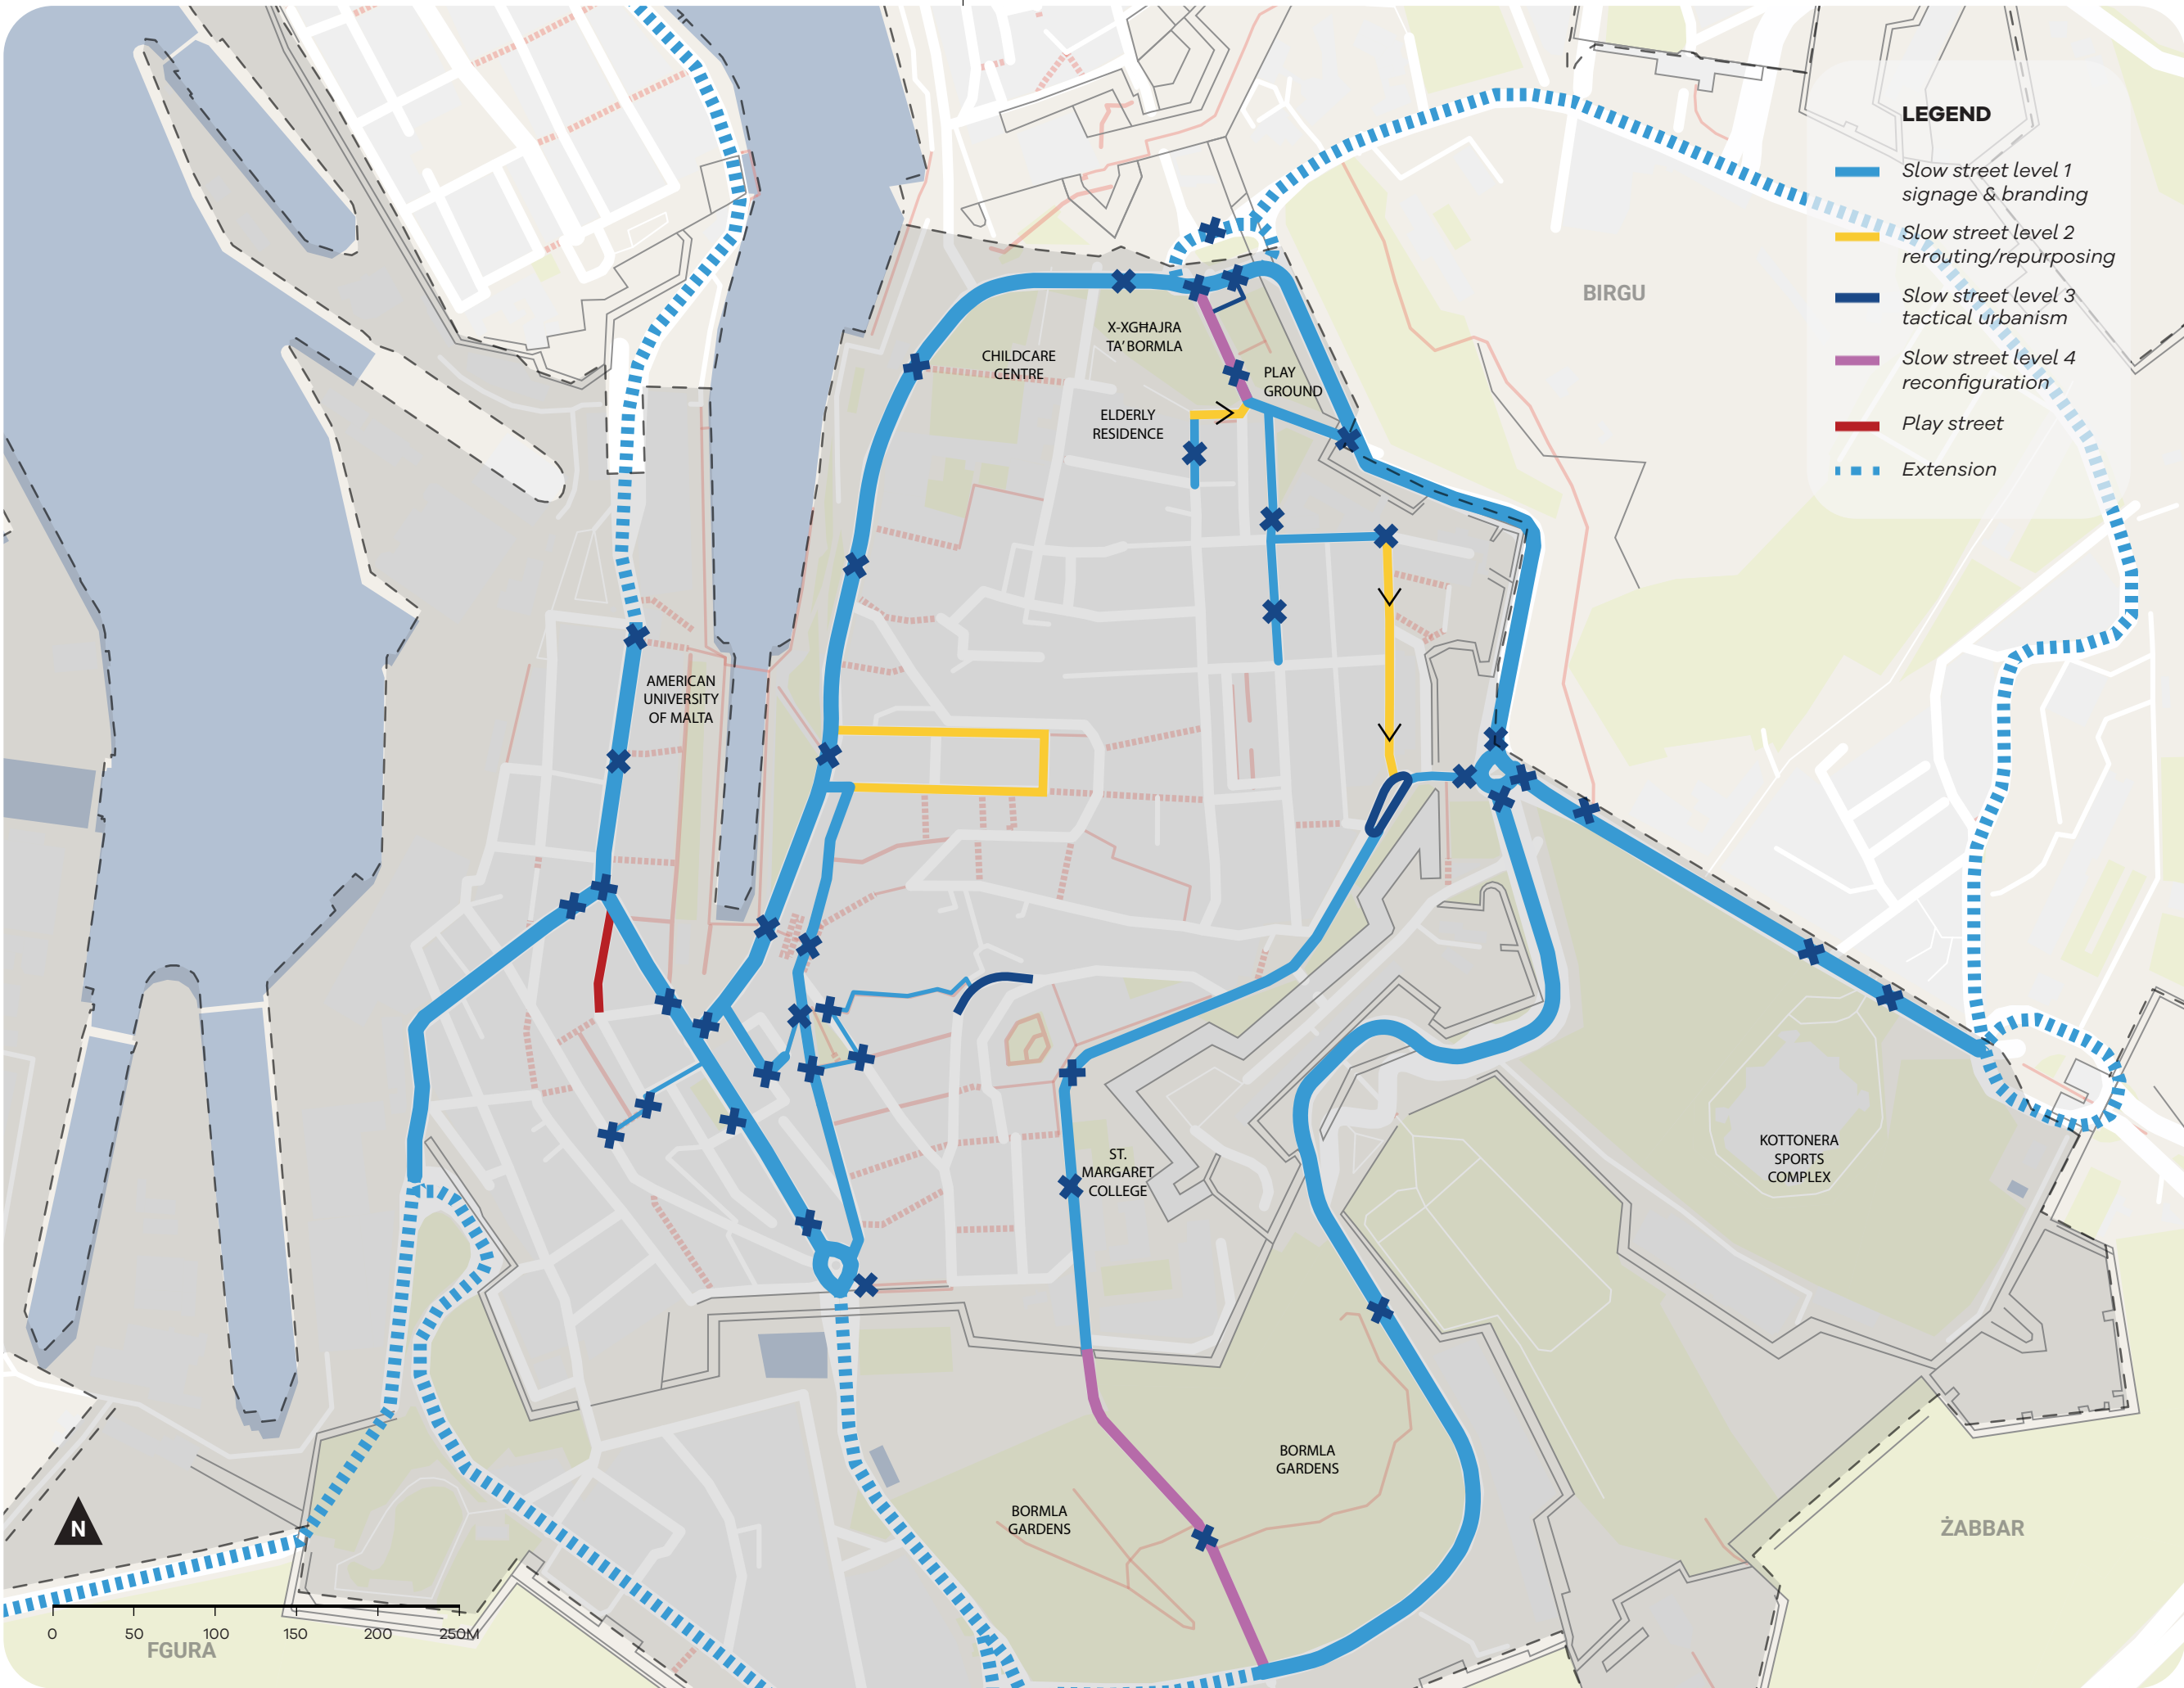 LEGEND
Slow street level 1
signage & branding
Slow street level 2
rerouting/repurposing
Slow street level 3
tactical urbanism
Slow street level 4
reconfiguration
Play street
Extension
BIRGU
X-XGĦAJRA
TA' BORMLA
CHILDCARE
CENTRE
PLAY
GROUND
ELDERLY
RESIDENCE
AMERICAN
UNIVERSITY
OF MALTA
ST.
MARGARET
COLLEGE
KOTTONERA
SPORTS
COMPLEX
BORMLA
GARDENS
BORMLA
GARDENS
ŻABBAR
N
0 50 100 150 200 250M
FGURA